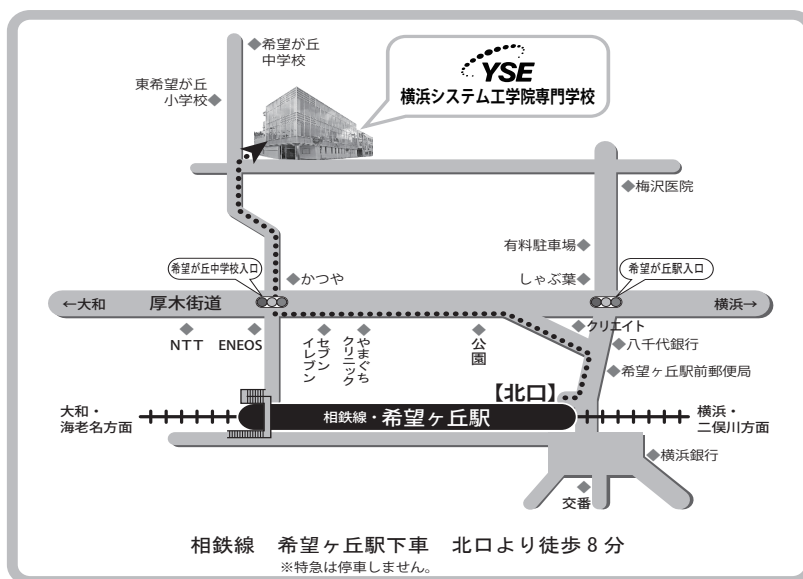 希望が丘
中学校
YSE
横浜システム工学院専門学校
東希望が丘
小学校
梅沢医院
有料駐車場
希望が丘中学校入口
かつや
しゃぶ葉
希望が丘駅入口
←大和
厚木街道
横浜→
NTT
ENEOS
セブン
イレブン
やまぐち
クリニック
公園
クリエイト
八千代銀行
希望ヶ丘駅前郵便局
【北口】
大和・
海老名方面
相鉄線・希望ヶ丘駅
横浜・
二俣川方面
横浜銀行
交番
相鉄線 希望ヶ丘駅下車 北口より徒歩8分
※特急は停車しません。